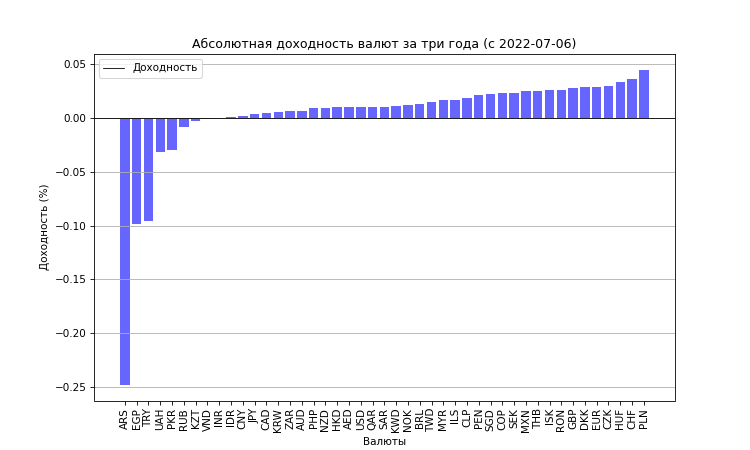 Абсолютная доходность валют за три года (с 2022-07-06)
Доходность
0.05
0.00
−0.05
−0.10
−0.15
−0.20
−0.25
Доходность (%)
ARS
EGP
TRY
UAH
PKR
RUB
KZT
VND
INR
IDR
CNY
JPY
CAD
KRW
ZAR
AUD
PHP
NZD
HKD
AED
USD
QAR
SAR
KWD
NOK
BRL
TWD
MYR
ILS
CLP
PEN
SGD
COP
SEK
MXN
THB
ISK
RON
GBP
DKK
EUR
CZK
HUF
CHF
PLN
Валюты